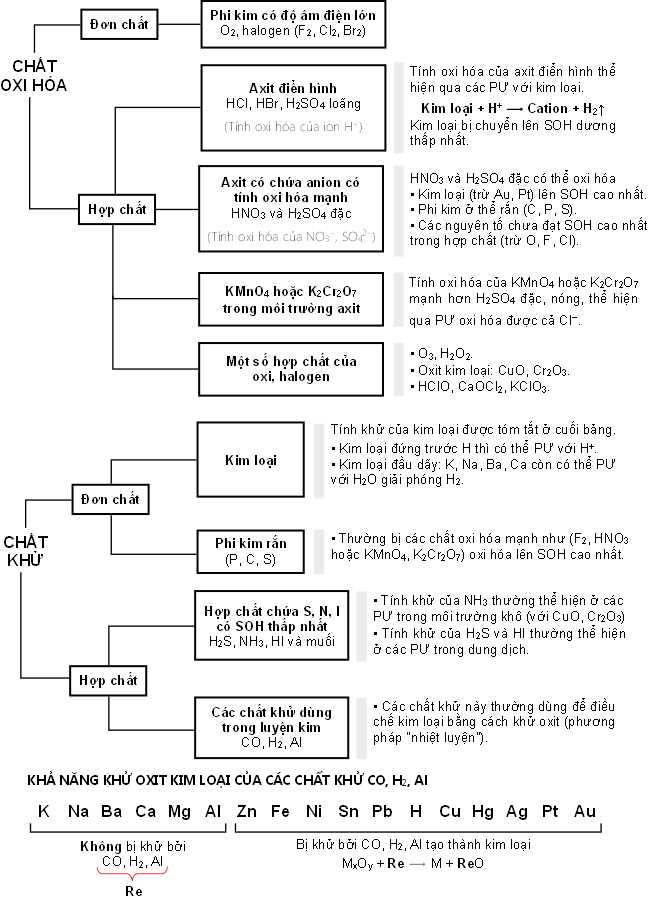 CHẤT
OXI HÓA
Đơn chất
Phi kim có độ âm điện lớn
O₂, halogen (F₂, Cl₂, Br₂)
Hợp chất
Axit điển hình
HCl, HBr, H₂SO₄ loãng
(Tính oxi hóa của ion H⁺)
Tính oxi hóa của axit điển hình thể
hiện qua các PƯ với kim loại.
Kim loại + H⁺ ⟶ Cation + H₂↑
Kim loại bị chuyển lên SOH dương
thấp nhất.
Axit có chứa anion có
tính oxi hóa mạnh
HNO₃ và H₂SO₄ đặc
(Tính oxi hóa của NO₃⁻, SO₄²⁻)
HNO₃ và H₂SO₄ đặc có thể oxi hóa
▪ Kim loại (trừ Au, Pt) lên SOH cao nhất.
▪ Phi kim ở thể rắn (C, P, S).
▪ Các nguyên tố chưa đạt SOH cao nhất
trong hợp chất (trừ O, F, Cl).
KMnO₄ hoặc K₂Cr₂O₇
trong môi trường axit
Tính oxi hóa của KMnO₄ hoặc K₂Cr₂O₇
mạnh hơn H₂SO₄ đặc, nóng, thể hiện
qua PƯ oxi hóa được cả Cl⁻.
Một số hợp chất của
oxi, halogen
▪ O₃, H₂O₂.
▪ Oxit kim loại: CuO, Cr₂O₃.
▪ HClO, CaOCl₂, KClO₃.
CHẤT
KHỬ
Đơn chất
Kim loại
Tính khử của kim loại được tóm tắt ở cuối bảng.
▪ Kim loại đứng trước H thì có thể PƯ với H⁺.
▪ Kim loại đầu dãy: K, Na, Ba, Ca còn có thể PƯ
với H₂O giải phóng H₂.
Phi kim rắn
(P, C, S)
▪ Thường bị các chất oxi hóa mạnh như (F₂, HNO₃
hoặc KMnO₄, K₂Cr₂O₇) oxi hóa lên SOH cao nhất.
Hợp chất
Hợp chất chứa S, N, I
có SOH thấp nhất
H₂S, NH₃, HI và muối
▪ Tính khử của NH₃ thường thể hiện ở các
PƯ trong môi trường khô (với CuO, Cr₂O₃)
▪ Tính khử của H₂S và HI thường thể hiện
ở các PƯ trong dung dịch.
Các chất khử dùng
trong luyện kim
CO, H₂, Al
▪ Các chất khử này thường dùng để điều
chế kim loại bằng cách khử oxit (phương
pháp "nhiệt luyện").
KHẢ NĂNG KHỬ OXIT KIM LOẠI CỦA CÁC CHẤT KHỬ CO, H₂, Al
K Na Ba Ca Mg Al Zn Fe Ni Sn Pb H Cu Hg Ag Pt Au
Không bị khử bởi
CO, H₂, Al
Re
Bị khử bởi CO, H₂, Al tạo thành kim loại
MₓOᵧ + Re ⟶ M + ReO